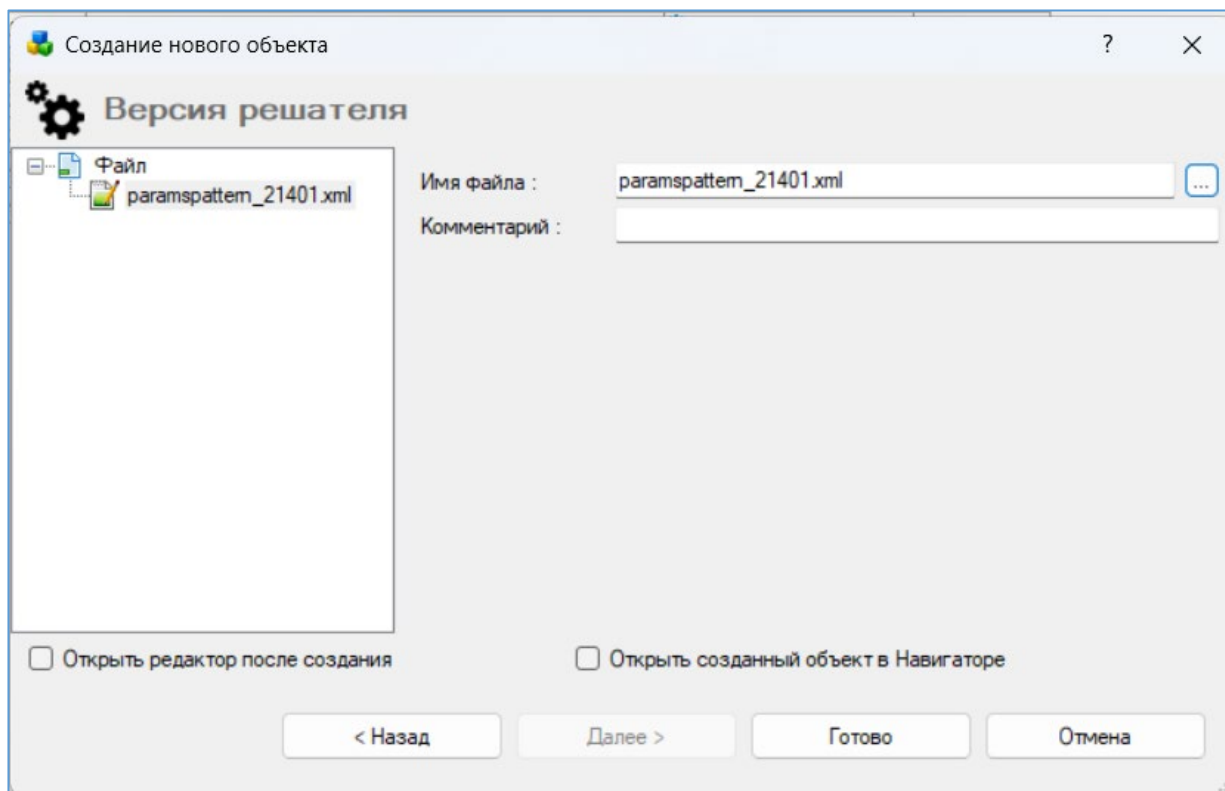 Создание нового объекта
?
Версия решателя
Файл
paramspattern_21401.xml
Имя файла :
paramspattern_21401.xml
...
Комментарий :
Открыть редактор после создания
Открыть созданный объект в Навигаторе
< Назад
Далее >
Готово
Отмена